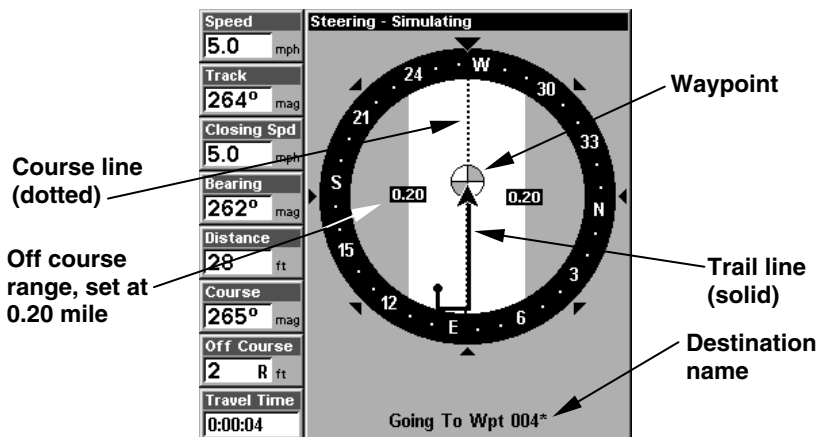 Speed
5.0 mph
Track
264º mag
Closing Spd
5.0 mph
Bearing
262º mag
Distance
28 ft
Course
265º mag
Off Course
2 R ft
Travel Time
0:00:04
Steering - Simulating
24
W
30
21
33
S
N
15
3
12
E
6
0.20
0.20
Going To Wpt 004*
Course line
(dotted)
Off course
range, set at
0.20 mile
Waypoint
Trail line
(solid)
Destination
name